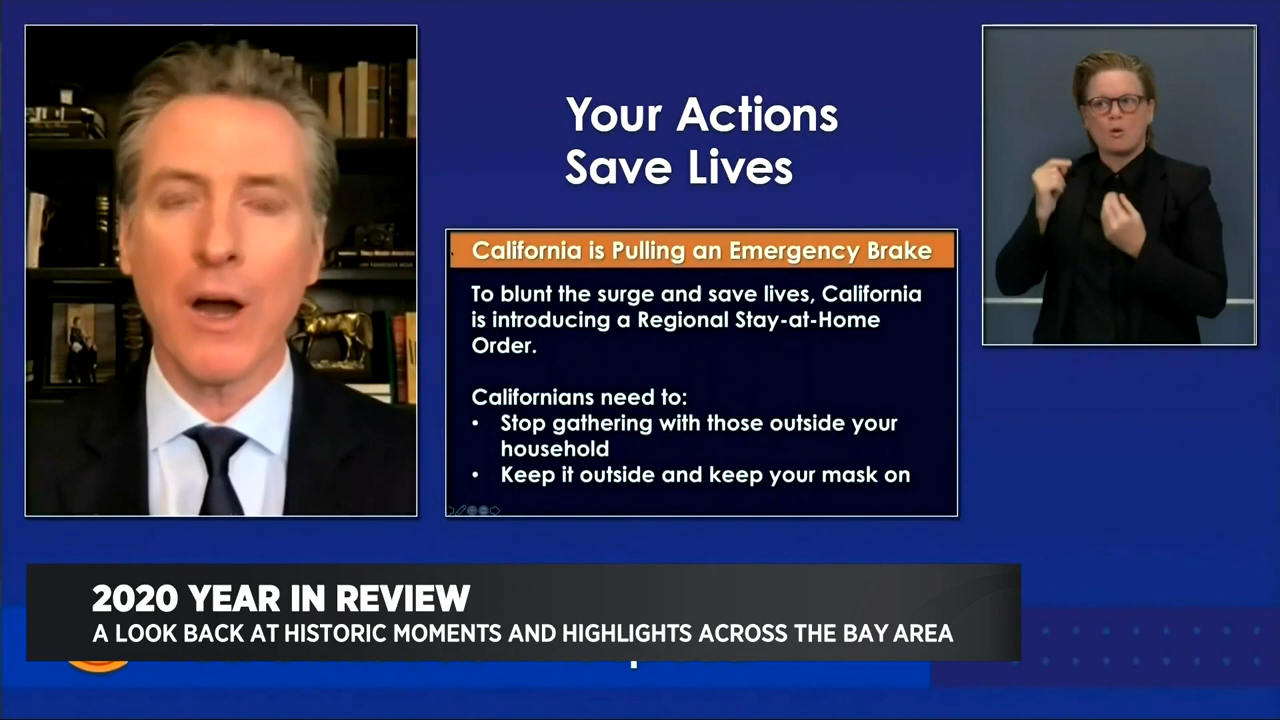 Your Actions
Save Lives
California is Pulling an Emergency Brake
To blunt the surge and save lives, California
is introducing a Regional Stay-at-Home
Order.
Californians need to:
• Stop gathering with those outside your
household
• Keep it outside and keep your mask on
2020 YEAR IN REVIEW
A LOOK BACK AT HISTORIC MOMENTS AND HIGHLIGHTS ACROSS THE BAY AREA